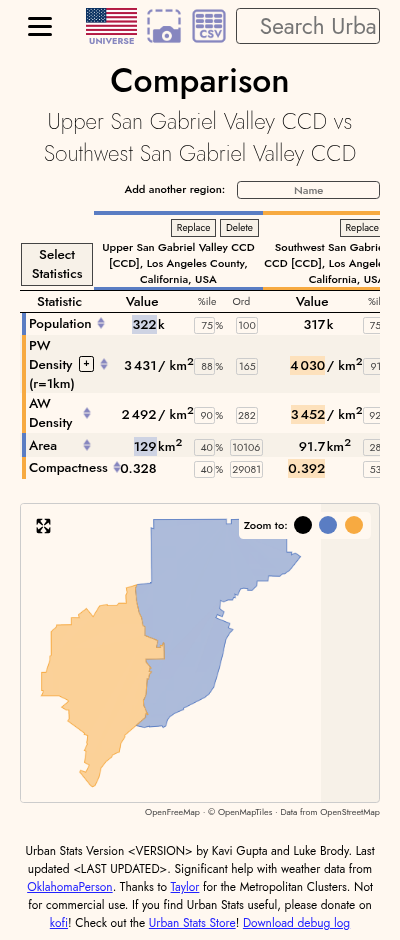 UNIVERSE
CSV
Search Urba
Comparison
Upper San Gabriel Valley CCD vs
Southwest San Gabriel Valley CCD
Add another region: Name
Replace Delete Replace
Select
Statistics
Upper San Gabriel Valley CCD
[CCD], Los Angeles County,
California, USA
Southwest San Gabrie
CCD [CCD], Los Ange
California, USA
Statistic Value %ile Ord Value %il
Population 322k 75% 100 317k 75
PW
Density + 3 431/ km2 88% 165 4 030/ km2 91
(r=1km)
AW
Density 2 492/ km2 90% 282 3 452/ km2 92
Area 129km2 40% 10106 91.7km2 28
Compactness 0.328 40% 29081 0.392 53
Zoom to:
OpenFreeMap · © OpenMapTiles · Data from OpenStreetMap
Urban Stats Version <VERSION> by Kavi Gupta and Luke Brody. Last
updated <LAST UPDATED>. Significant help with weather data from
OklahomaPerson. Thanks to Taylor for the Metropolitan Clusters. Not
for commercial use. If you find Urban Stats useful, please donate on
kofi! Check out the Urban Stats Store! Download debug log